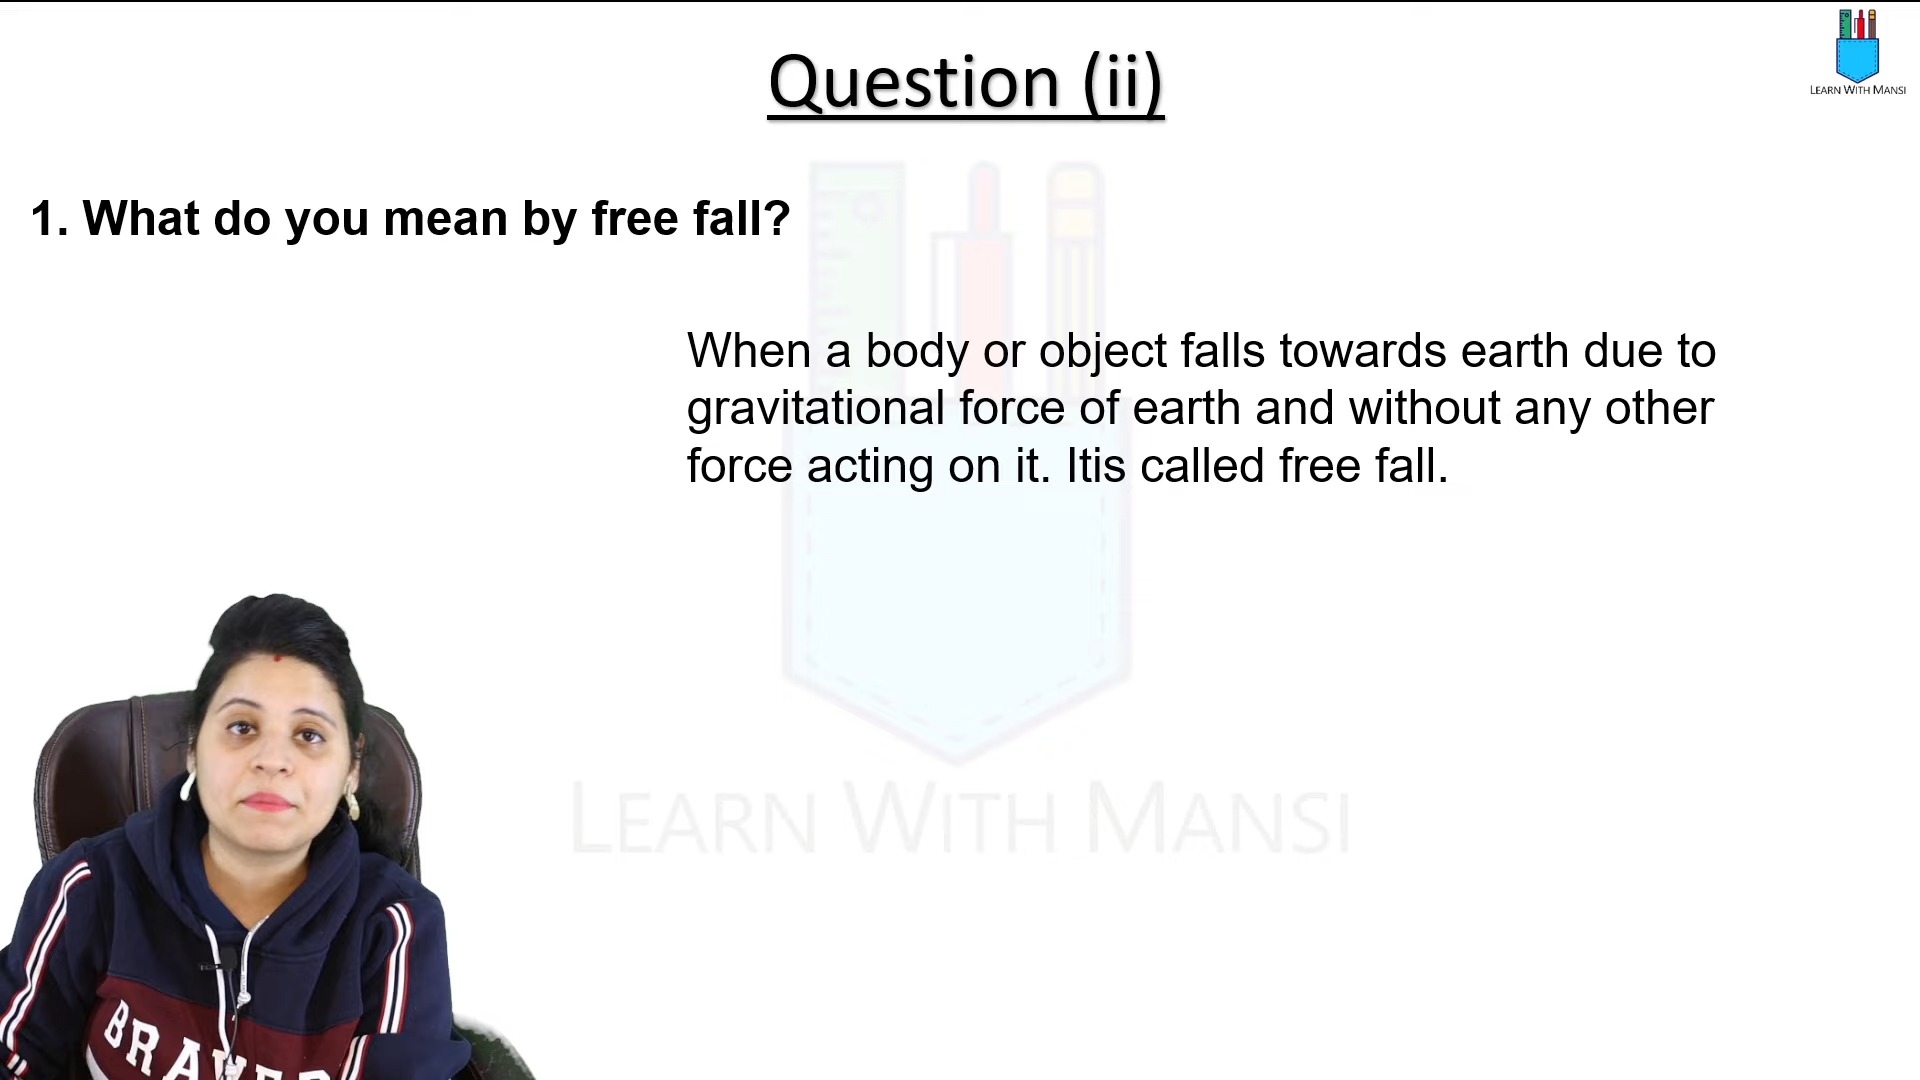 Question (ii)
LEARN WITH MANSI
1. What do you mean by free fall?
When a body or object falls towards earth due to
gravitational force of earth and without any other
force acting on it. Itis called free fall.
LEARN WITH MANSI